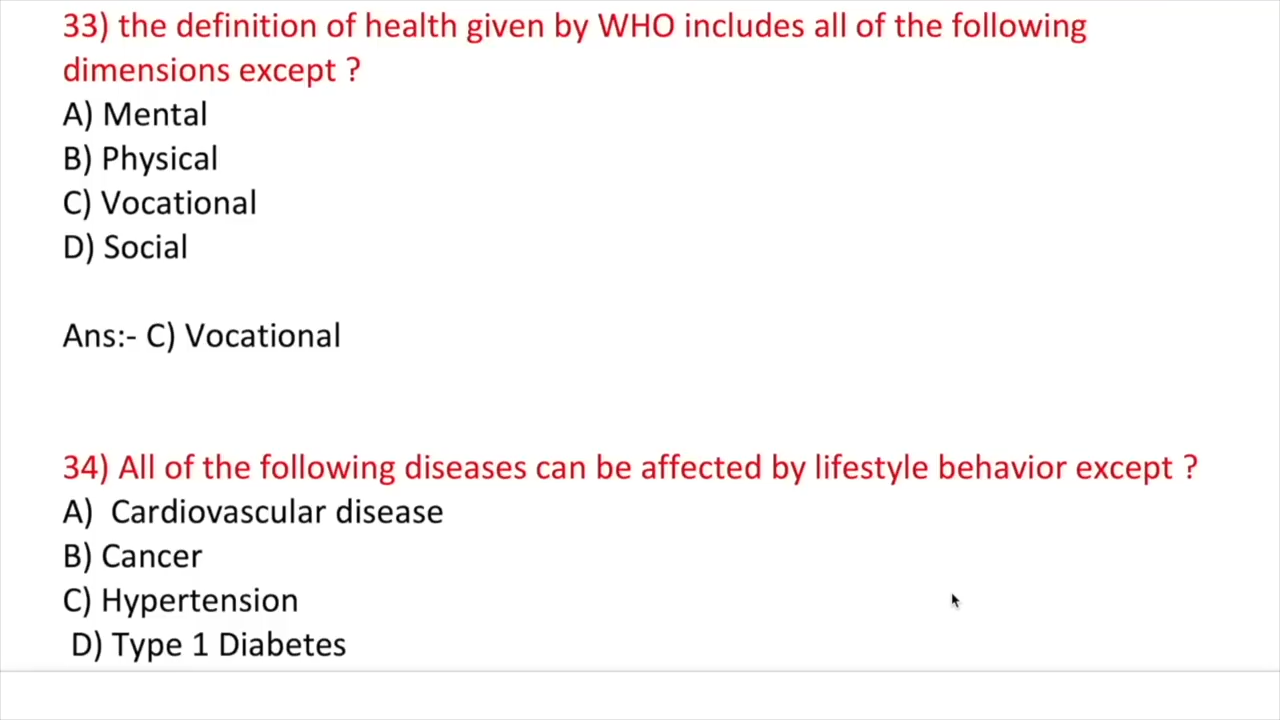 33) the definition of health given by WHO includes all of the following
dimensions except ?
A) Mental
B) Physical
C) Vocational
D) Social
Ans:- C) Vocational
34) All of the following diseases can be affected by lifestyle behavior except ?
A) Cardiovascular disease
B) Cancer
C) Hypertension
D) Type 1 Diabetes